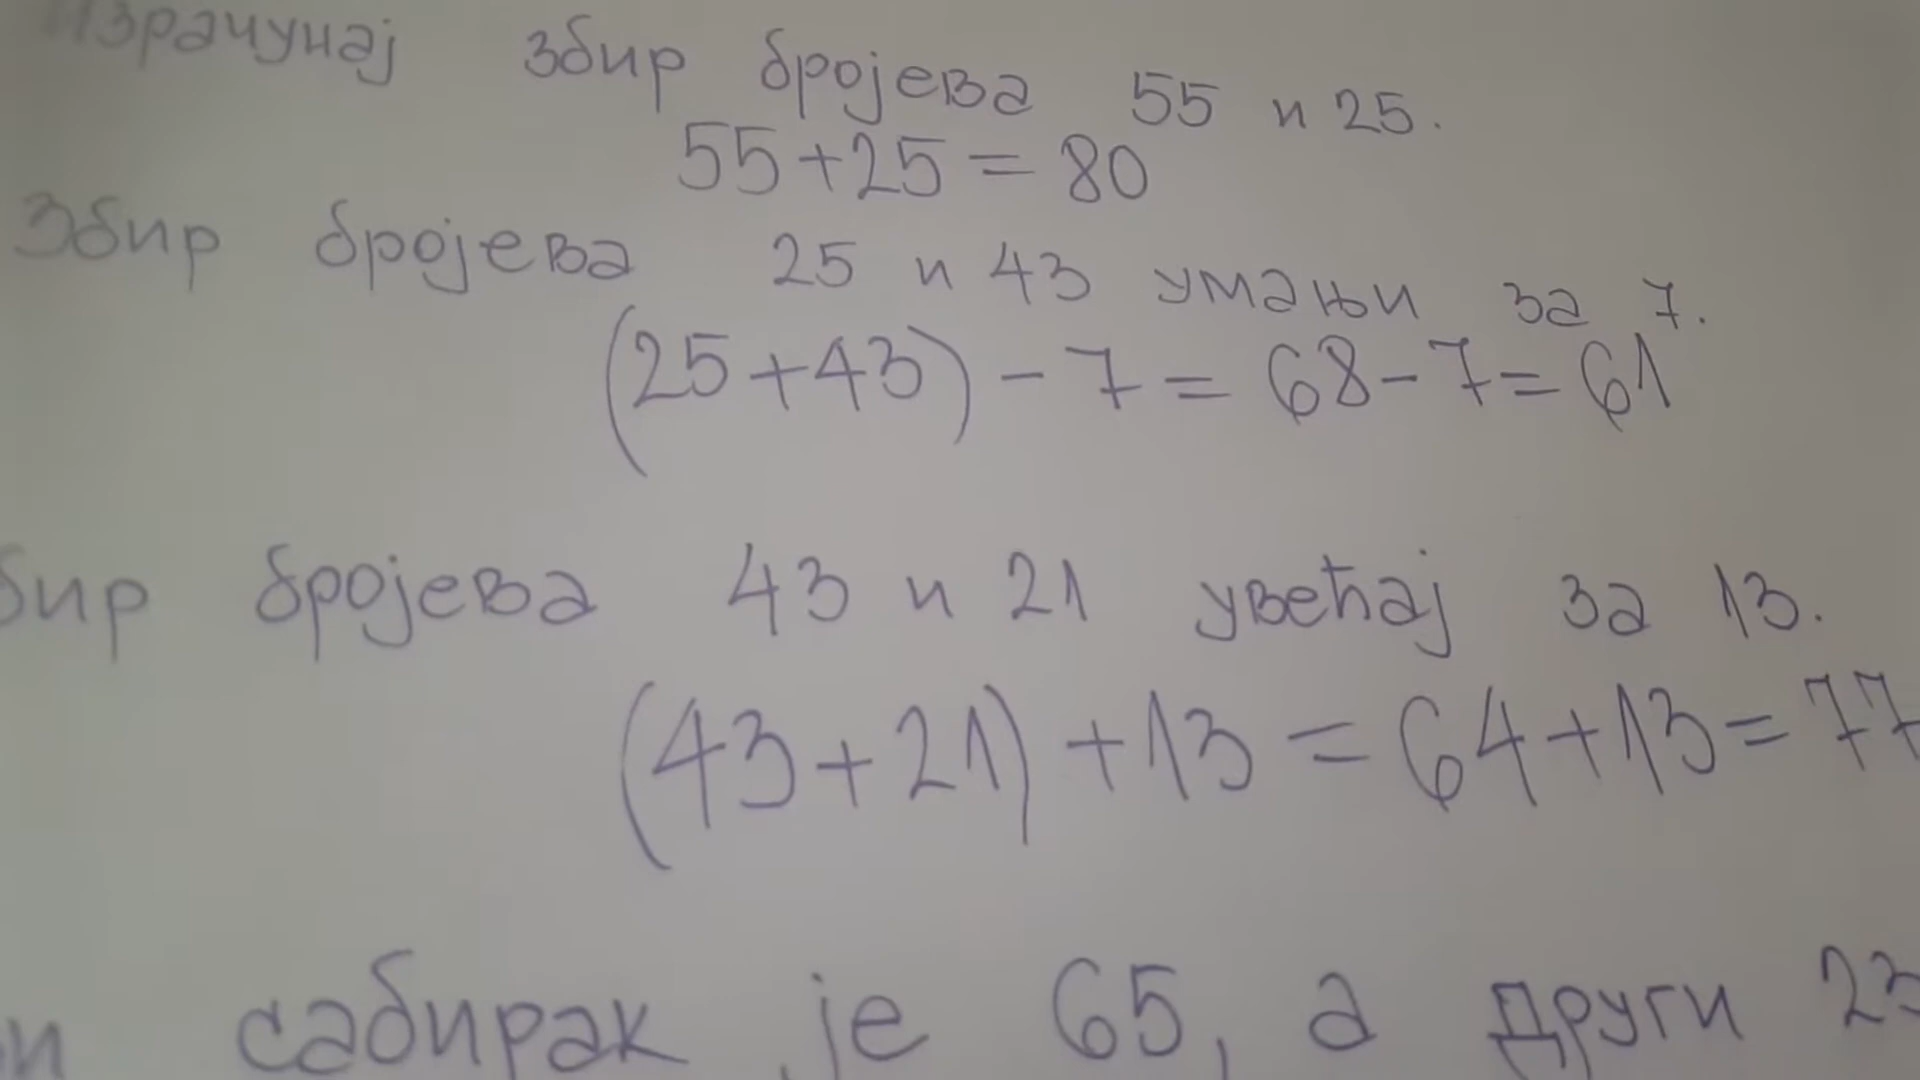 Израчунај збир бројева 55 и 25.
55+25=80
Збир бројева 25 и 43 умањи за 7.
(25+43)-7=68-7=61
бир бројева 43 и 21 увећај за 13.
(43+21)+13=64+13=77
и сабирак је 65, а други 23